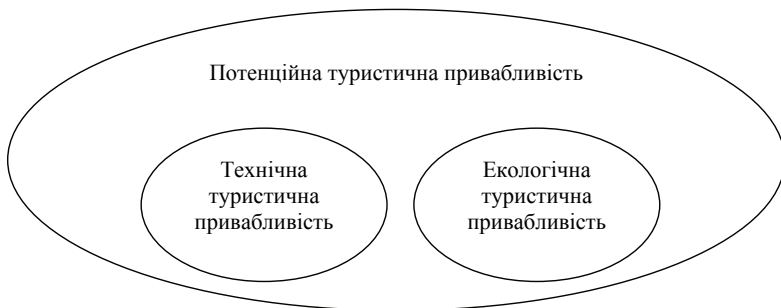 Потенційна туристична привабливість
Технічна
туристична
привабливість
Екологічна
туристична
привабливість